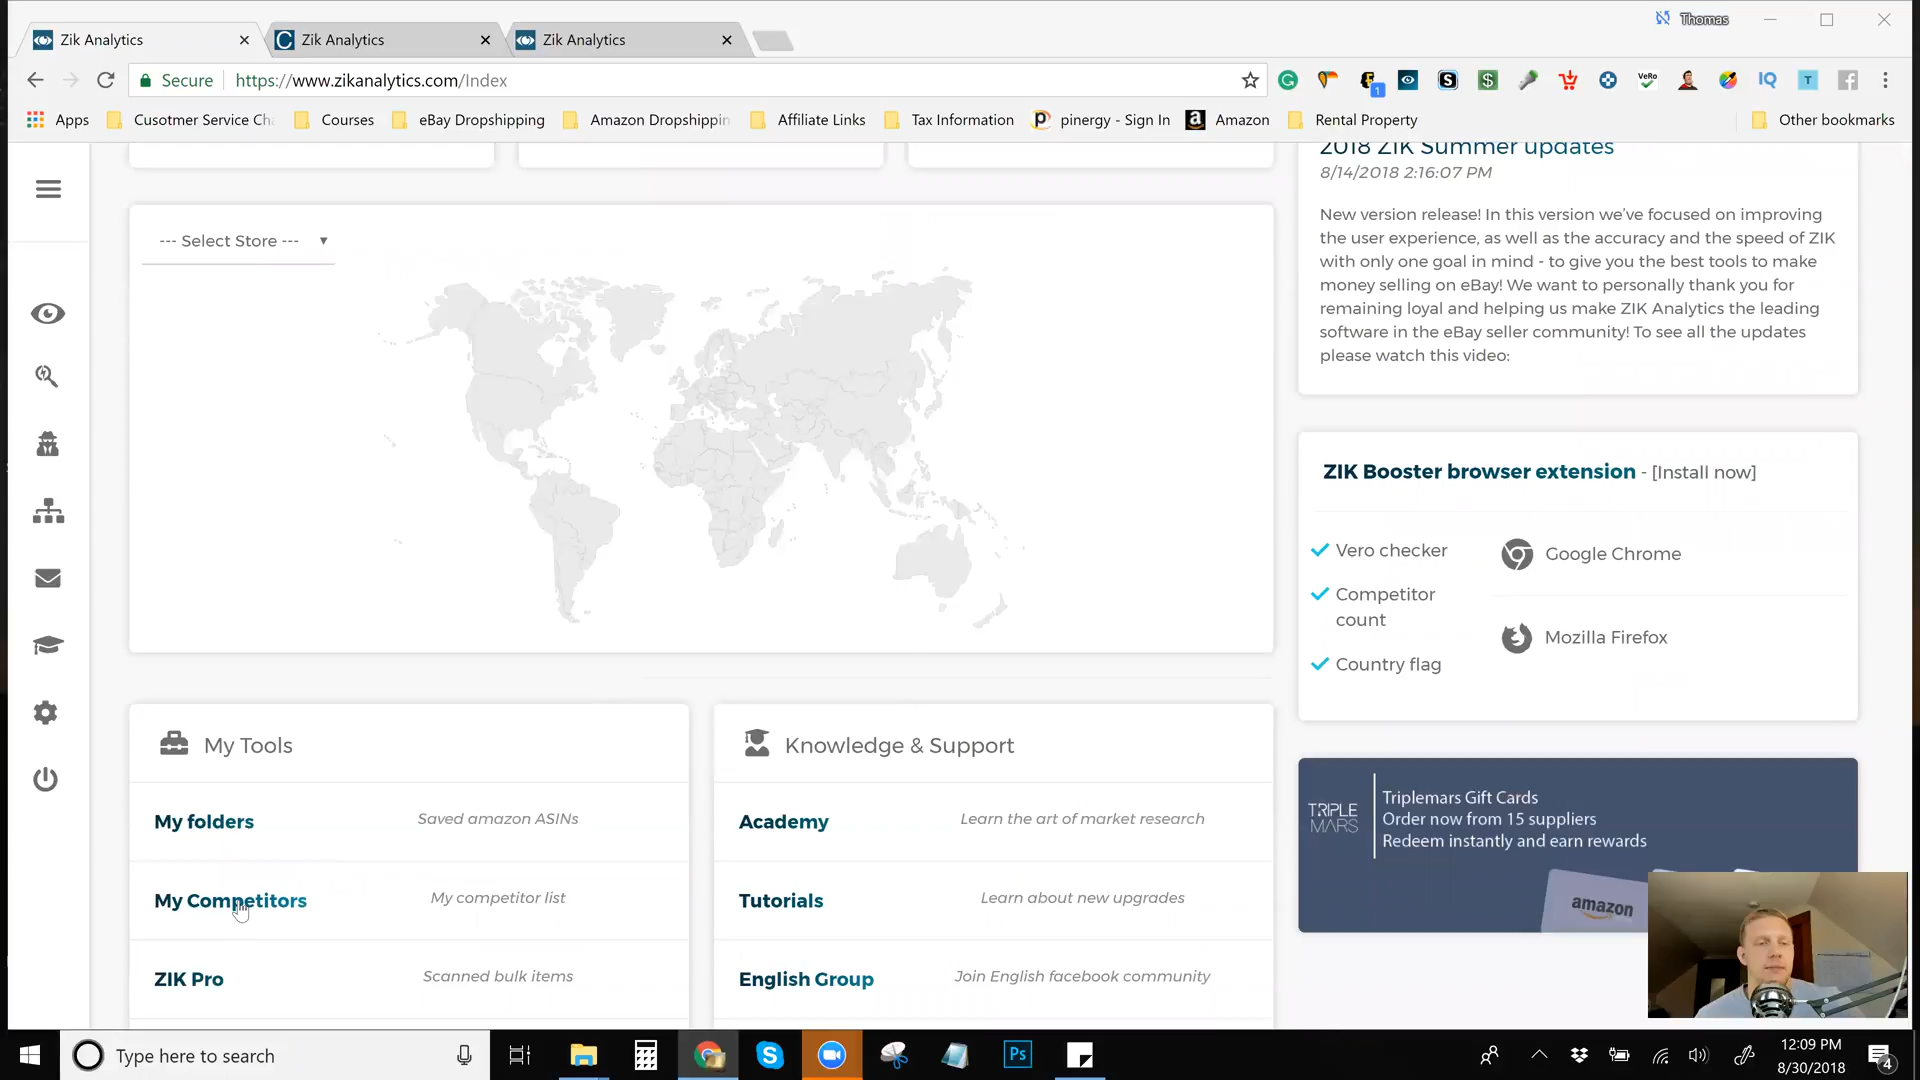 Thomas
Zik Analytics
Zik Analytics
Zik Analytics
Secure
https://www.zikanalytics.com/Index
1
VeRO
IQ
T
Apps
Cusotmer Service Ch
Courses
eBay Dropshipping
Amazon Dropshippin
Affiliate Links
Tax Information
pinergy - Sign In
Amazon
Rental Property
Other bookmarks
2018 ZIK Summer updates
8/14/2018 2:16:07 PM
New version release! In this version we've focused on improving
the user experience, as well as the accuracy and the speed of ZIK
with only one goal in mind - to give you the best tools to make
money selling on eBay! We want to personally thank you for
remaining loyal and helping us make ZIK Analytics the leading
software in the eBay seller community! To see all the updates
please watch this video:
--- Select Store ---
ZIK Booster browser extension - [Install now]
Vero checker
Competitor
count
Country flag
Google Chrome
Mozilla Firefox
My Tools
My folders
Saved amazon ASINs
My Competitors
My competitor list
ZIK Pro
Scanned bulk items
Knowledge & Support
Academy
Learn the art of market research
Tutorials
Learn about new upgrades
English Group
Join English facebook community
TRIPLE
MARS
Triplemars Gift Cards
Order now from 15 suppliers
Redeem instantly and earn rewards
amazon
Type here to search
Ps
12:09 PM
8/30/2018
4